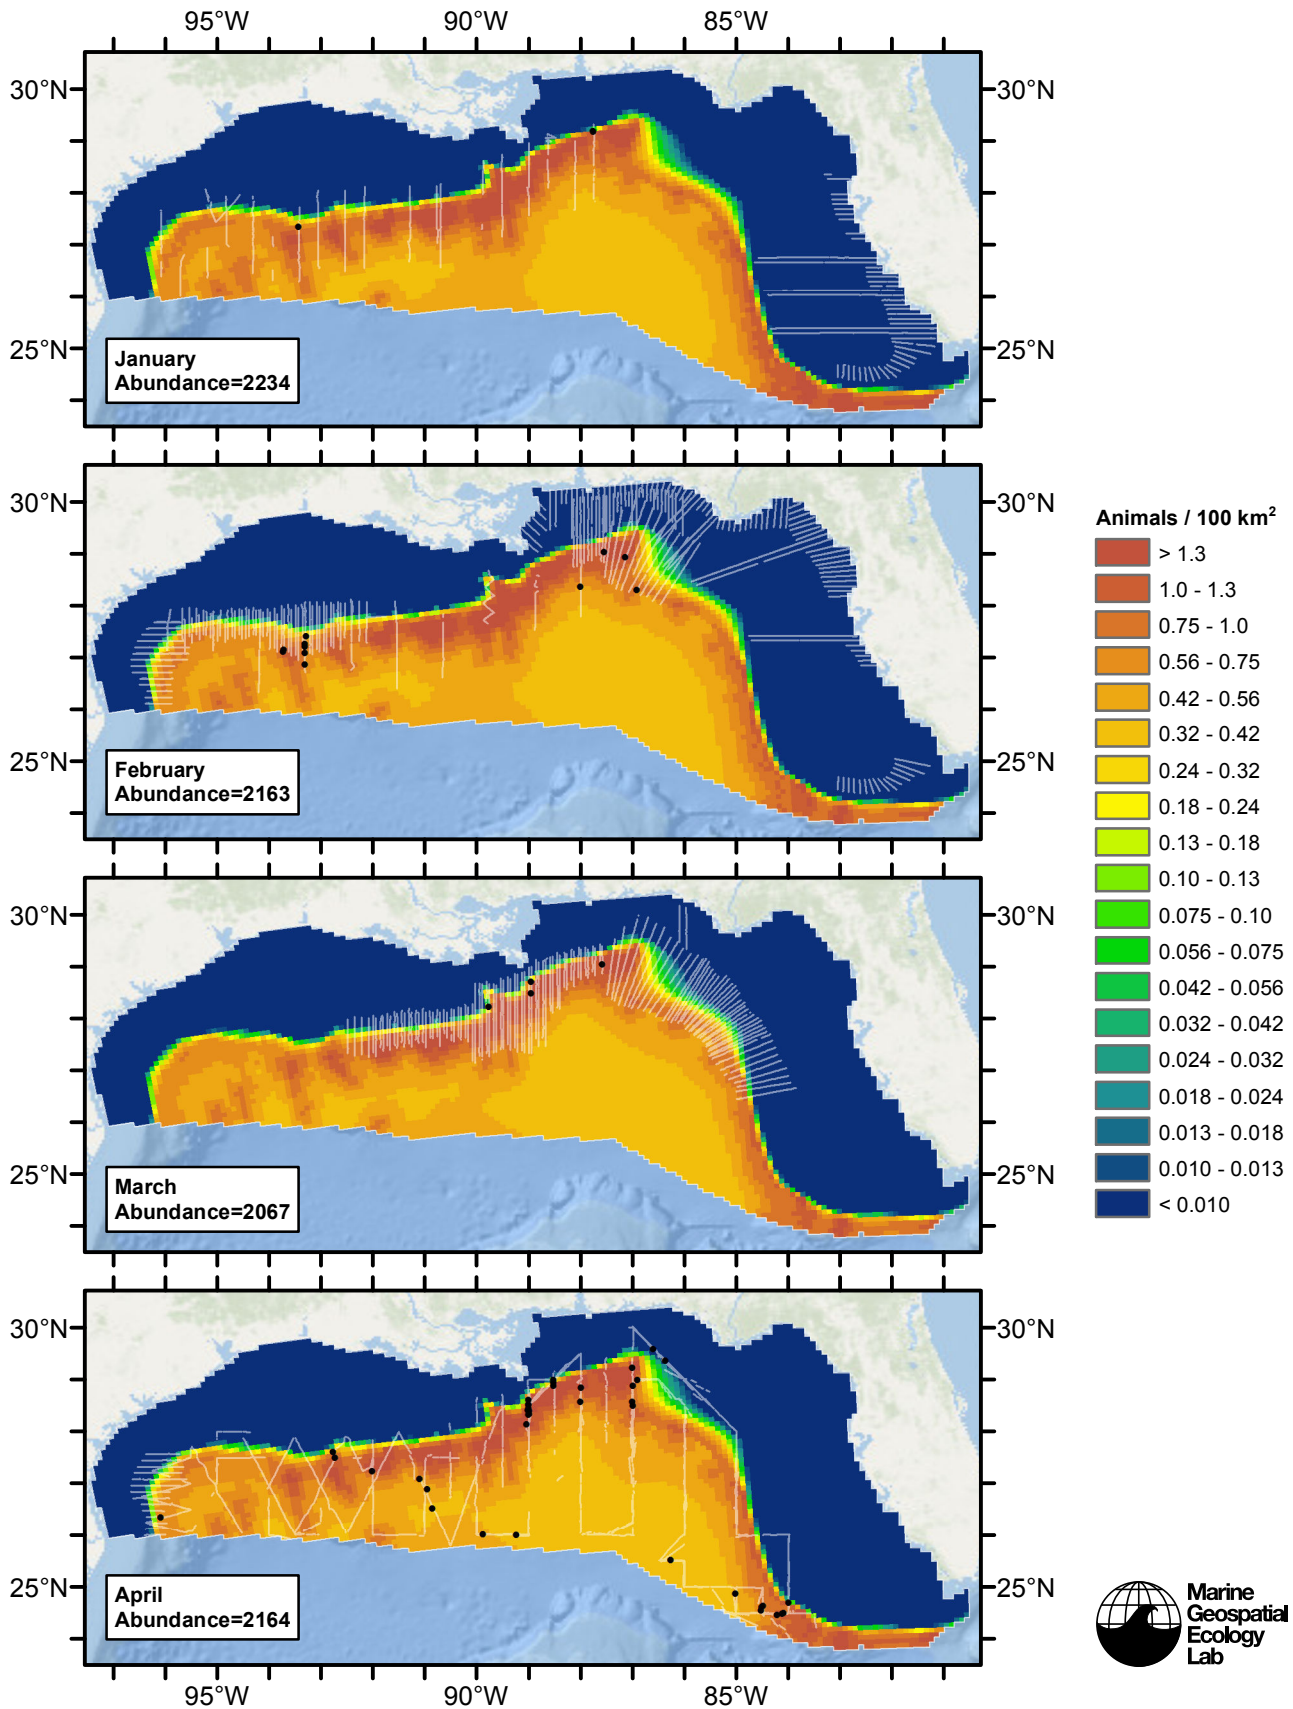 95°W 90°W 85°W
30°N 30°N
25°N 25°N
January
Abundance=2234
30°N 30°N
25°N 25°N
February
Abundance=2163
30°N 30°N
25°N 25°N
March
Abundance=2067
30°N 30°N
25°N 25°N
April
Abundance=2164
95°W 90°W 85°W
Animals / 100 km²
> 1.3
1.0 - 1.3
0.75 - 1.0
0.56 - 0.75
0.42 - 0.56
0.32 - 0.42
0.24 - 0.32
0.18 - 0.24
0.13 - 0.18
0.10 - 0.13
0.075 - 0.10
0.056 - 0.075
0.042 - 0.056
0.032 - 0.042
0.024 - 0.032
0.018 - 0.024
0.013 - 0.018
0.010 - 0.013
< 0.010
Marine
Geospatial
Ecology
Lab